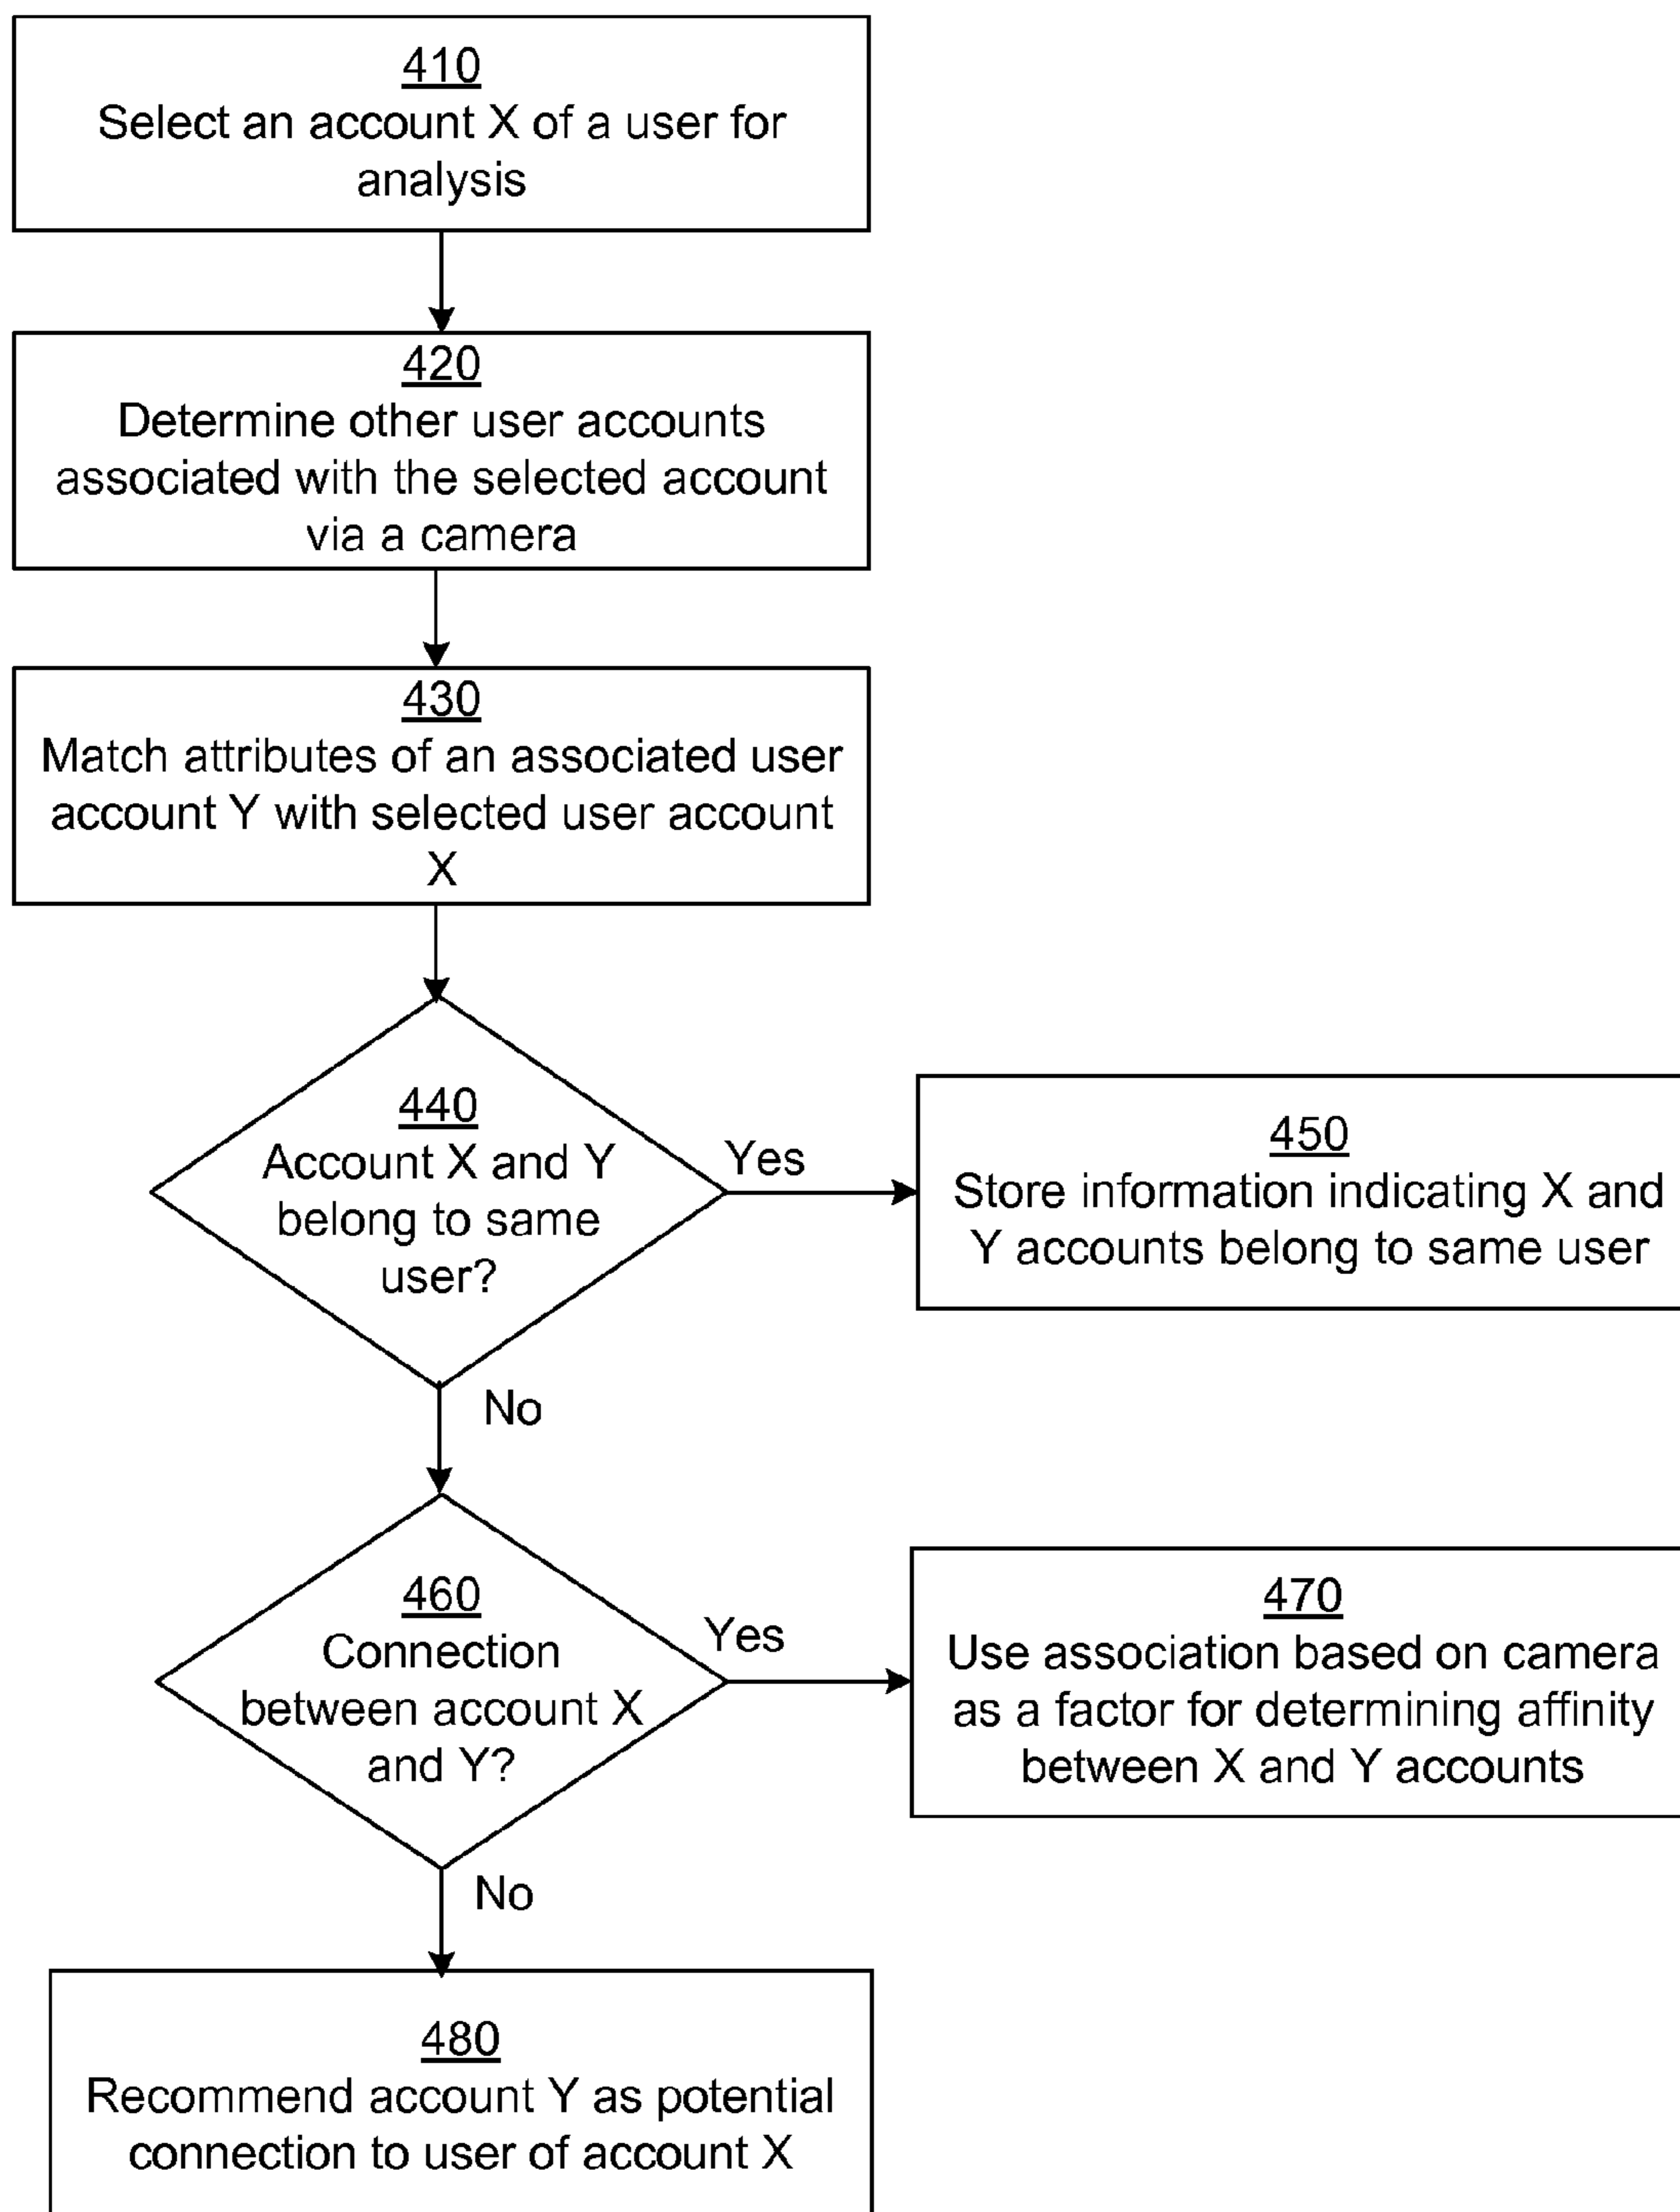 410
Select an account X of a user for
analysis
420
Determine other user accounts
associated with the selected account
via a camera
430
Match attributes of an associated user
account Y with selected user account
X
440
Account X and Y
belong to same
user?
Yes
450
Store information indicating X and
Y accounts belong to same user
No
460
Connection
between account X
and Y?
Yes
470
Use association based on camera
as a factor for determining affinity
between X and Y accounts
No
480
Recommend account Y as potential
connection to user of account X